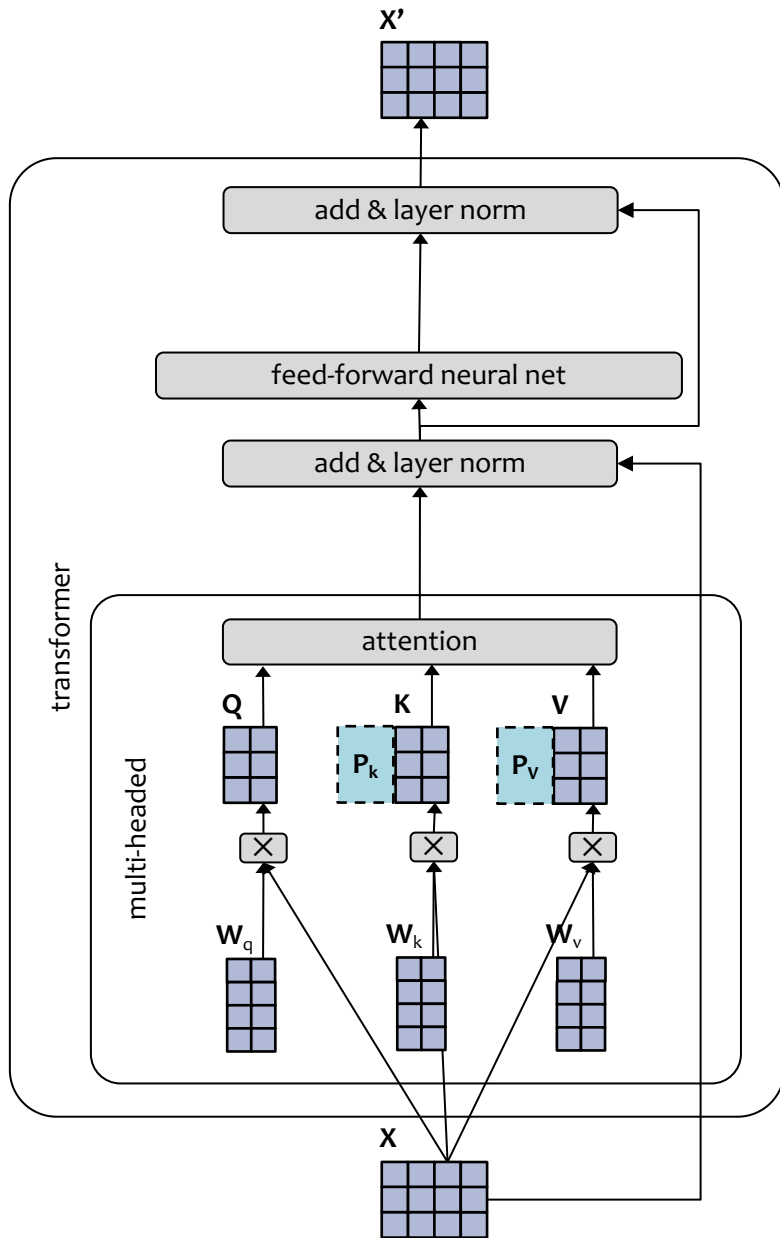 X’
add & layer norm
feed-forward neural net
add & layer norm
transformer
multi-headed
attention
Q
K
V
Pk
PV
×
×
×
Wq
Wk
Wv
X